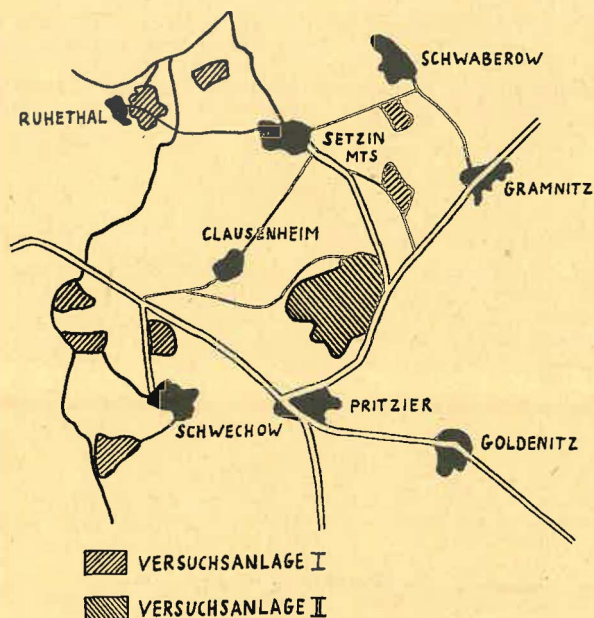 SCHWABEROW
RUHETHAL
SETZIN
MTS
GRAMNITZ
CLAUSENHEIM
PRITZIER
SCHWECHOW
GOLDENITZ
VERSUCHSANLAGE I
VERSUCHSANLAGE II